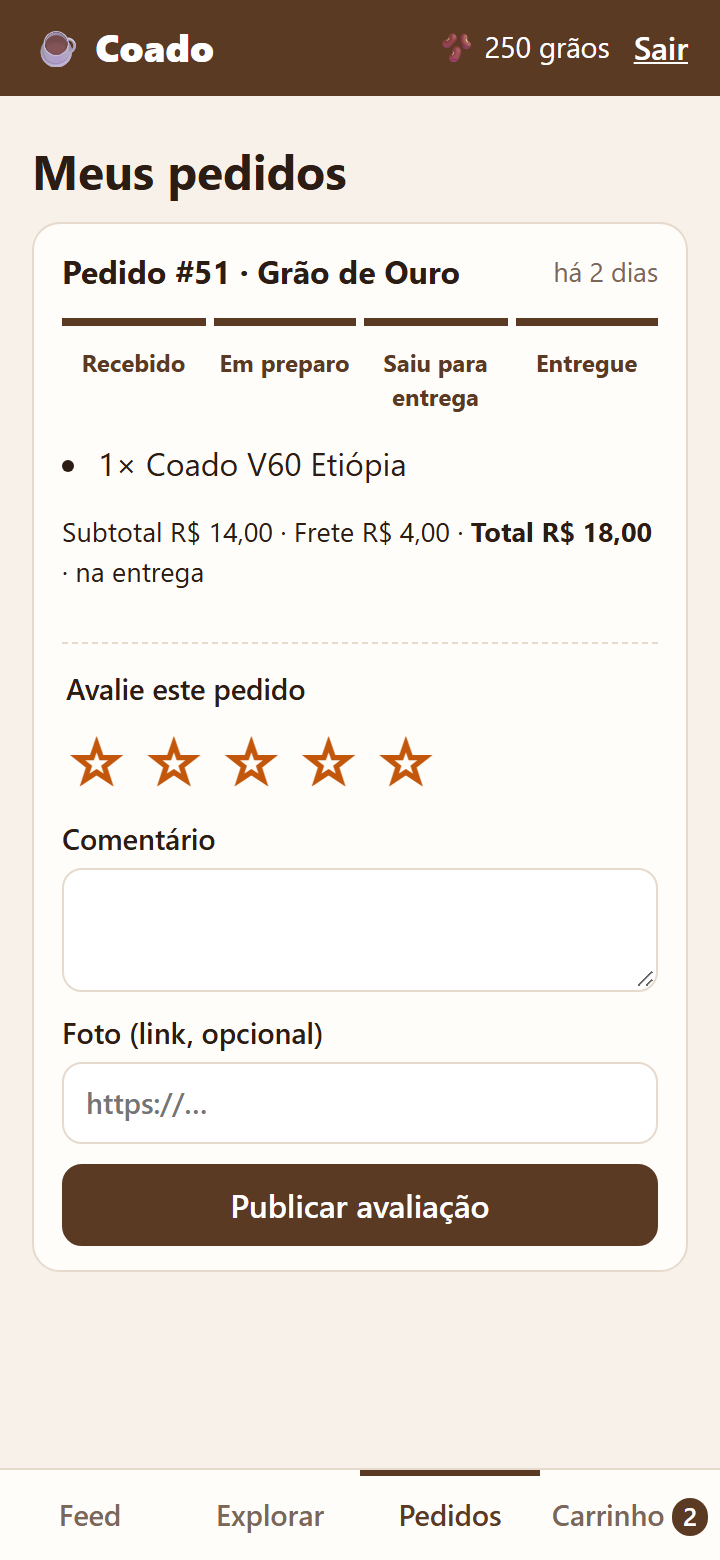 Coado
250 grãos Sair
Meus pedidos
Pedido #51 · Grão de Ouro há 2 dias
Recebido Em preparo Saiu para entrega Entregue
• 1× Coado V60 Etiópia
Subtotal R$ 14,00 · Frete R$ 4,00 · Total R$ 18,00
· na entrega
Avalie este pedido
Comentário
Foto (link, opcional)
https://...
Publicar avaliação
Feed Explorar Pedidos Carrinho 2